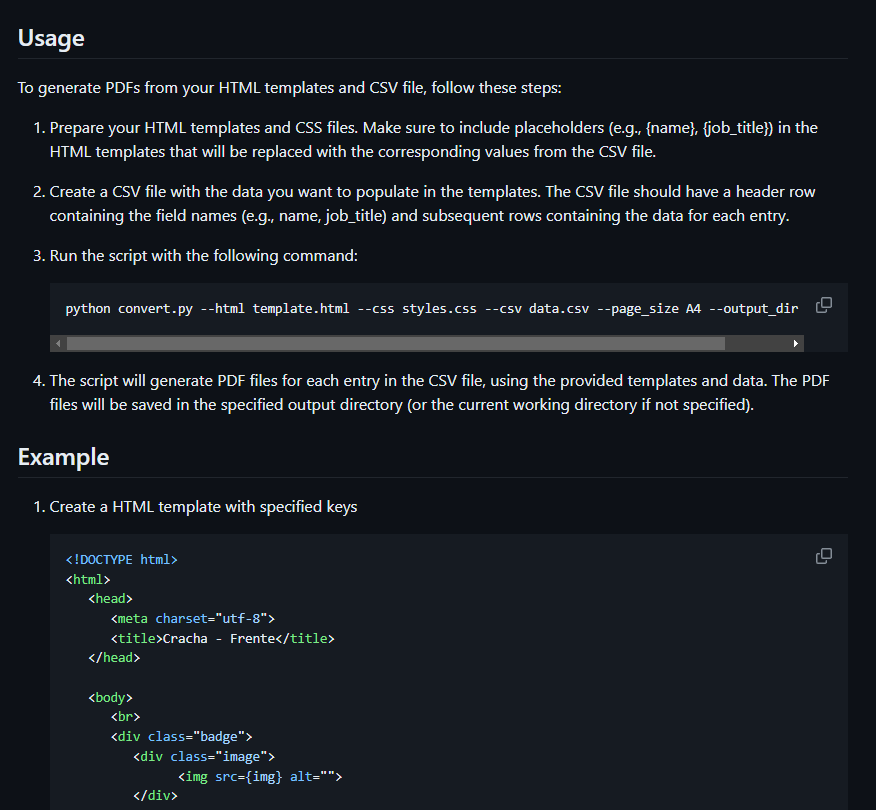 Usage
To generate PDFs from your HTML templates and CSV file, follow these steps:
1. Prepare your HTML templates and CSS files. Make sure to include placeholders (e.g., {name}, {job_title}) in the
HTML templates that will be replaced with the corresponding values from the CSV file.
2. Create a CSV file with the data you want to populate in the templates. The CSV file should have a header row
containing the field names (e.g., name, job_title) and subsequent rows containing the data for each entry.
3. Run the script with the following command:
python convert.py --html template.html --css styles.css --csv data.csv --page_size A4 --output_dir
4. The script will generate PDF files for each entry in the CSV file, using the provided templates and data. The PDF
files will be saved in the specified output directory (or the current working directory if not specified).
Example
1. Create a HTML template with specified keys
<!DOCTYPE html>
<html>
   <head>
      <meta charset="utf-8">
      <title>Cracha - Frente</title>
   </head>

   <body>
      <br>
      <div class="badge">
         <div class="image">
               <img src={img} alt="">
         </div>